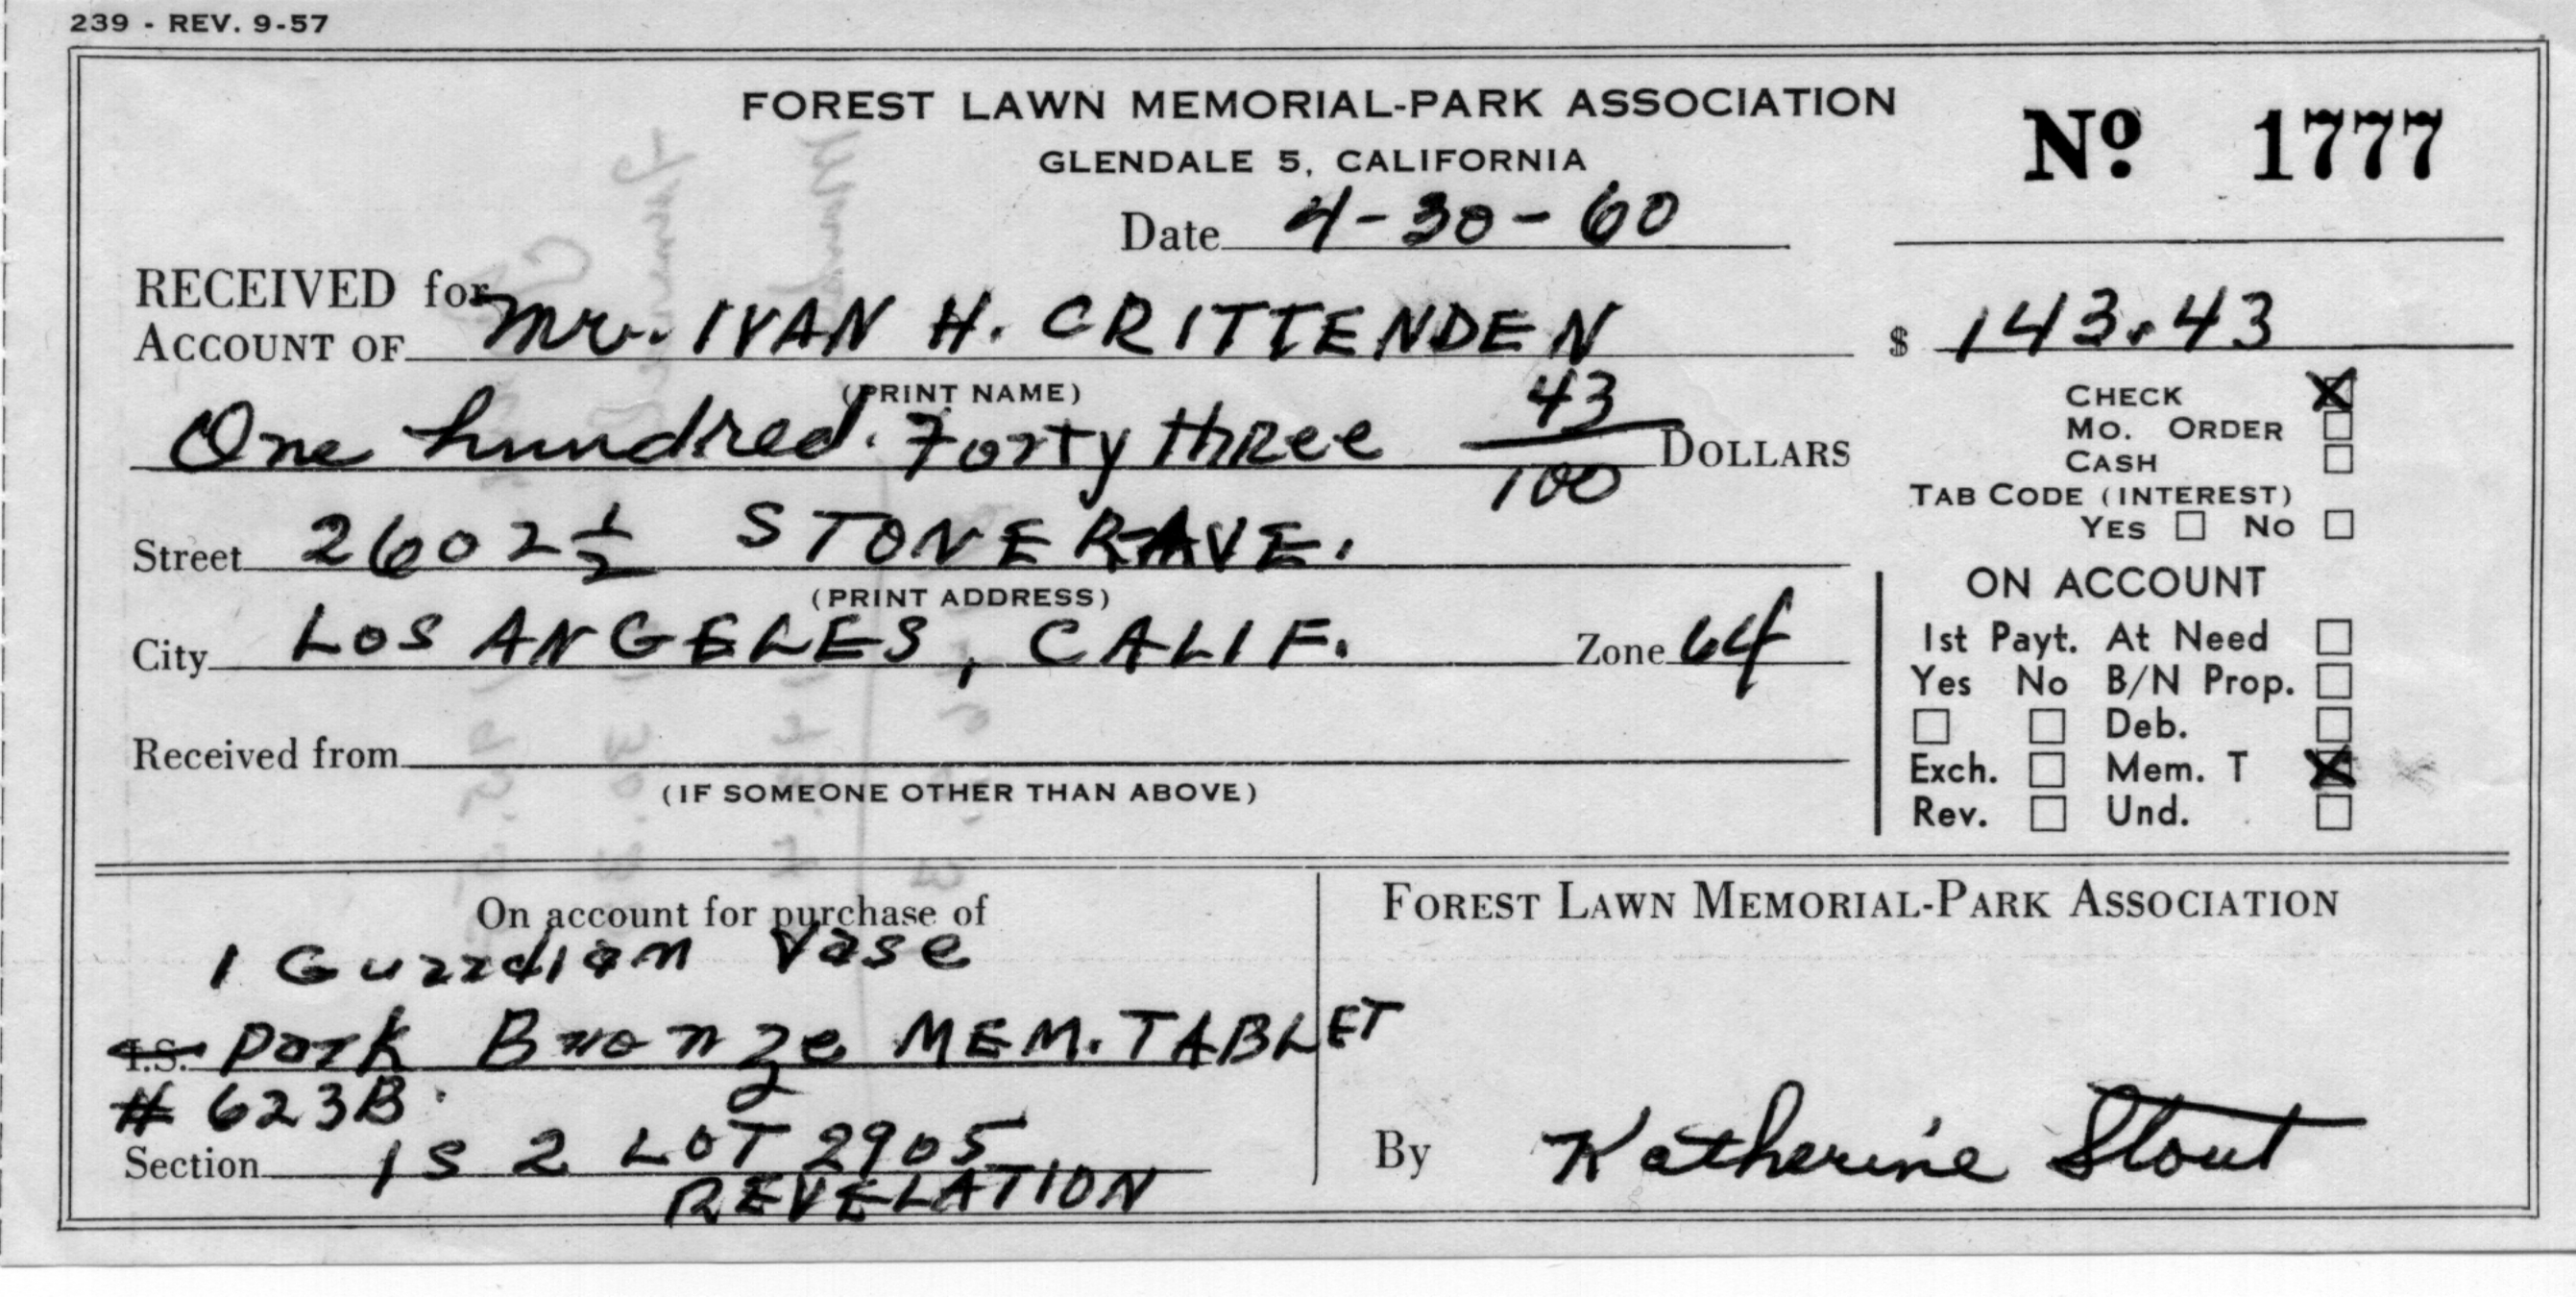 239 - REV. 9-57
FOREST LAWN MEMORIAL-PARK ASSOCIATION
GLENDALE 5, CALIFORNIA
Nº 1777
Date 4-30-60
RECEIVED for
ACCOUNT OF Mr. IVAN H. CRITTENDEN
$ 143.43
(PRINT NAME)
One hundred Forty three 43/100 DOLLARS
CHECK X
MO. ORDER
CASH
TAB CODE (INTEREST)
YES NO
Street 2602 1/2 STONER AVE.
(PRINT ADDRESS)
City LOS ANGELES, CALIF. Zone 64
Received from
(IF SOMEONE OTHER THAN ABOVE)
ON ACCOUNT
1st Payt. At Need
Yes No B/N Prop.
Deb.
Exch. Mem. T X
Rev. Und.
On account for purchase of
1 Guardian Vase
I.S. Park Bronze MEM. TABLET
# 623B
Section 1 S 2 LOT 2905
REVELATION
FOREST LAWN MEMORIAL-PARK ASSOCIATION
By Katherine Stout